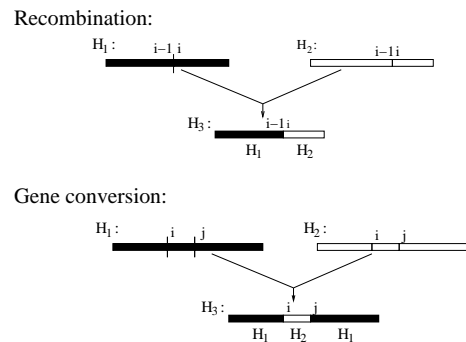 Recombination:
H₁: i−1 i H₂: i−1 i
H₃: i−1 i
H₁ H₂
Gene conversion:
H₁: i j H₂: i j
H₃: i j
H₁ H₂ H₁